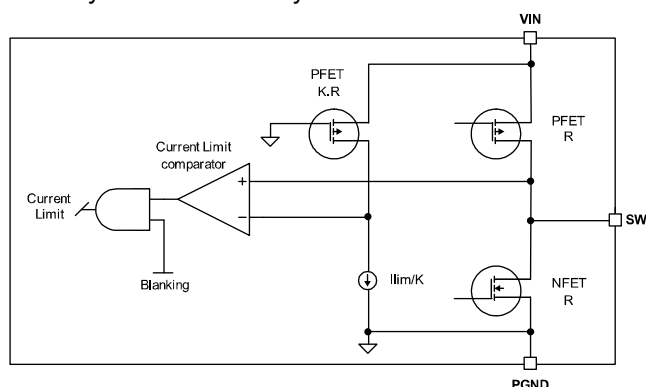 VIN
PFET
K.R
PFET
R
Current Limit
comparator
+
Current
Limit
−
SW
Ilim/K
NFET
R
Blanking
PGND